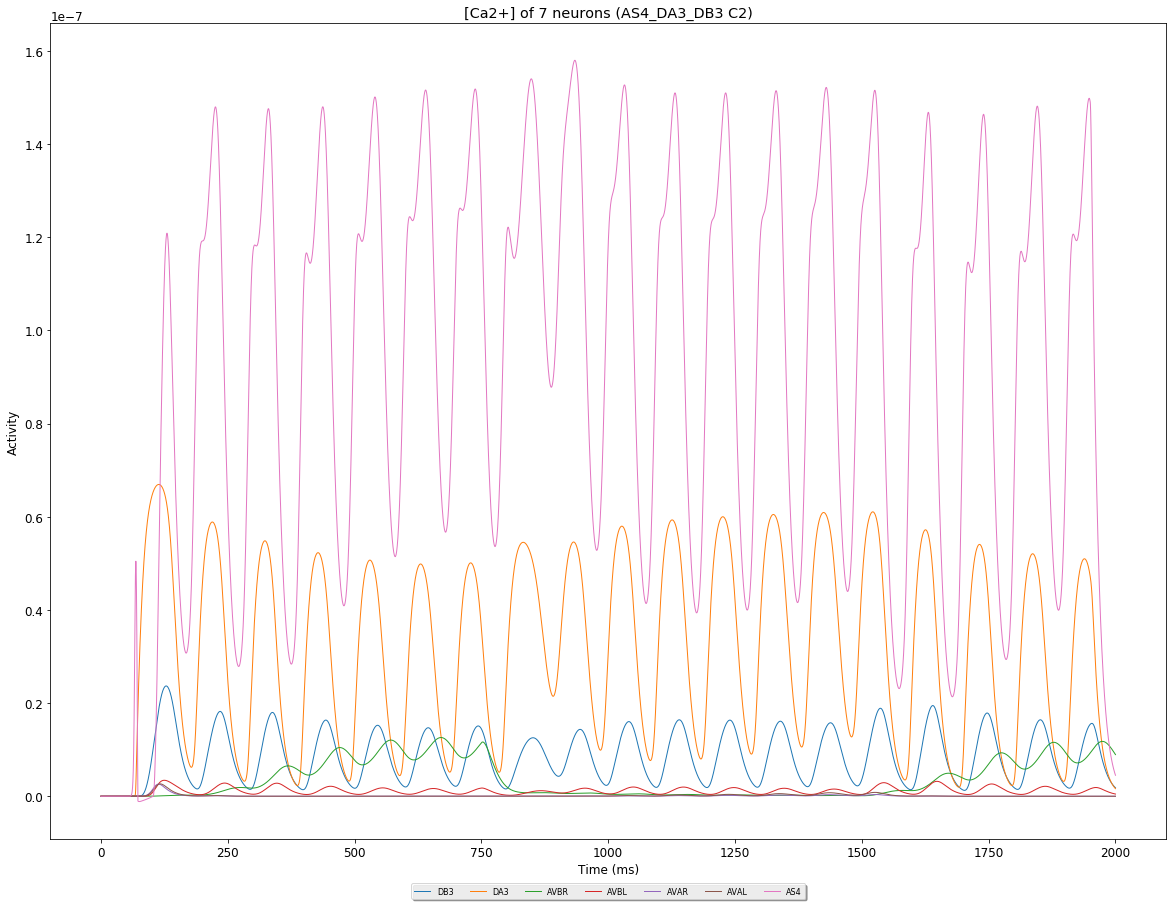 [Ca2+] of 7 neurons (AS4_DA3_DB3 C2)
1e−7
1.6
1.4
1.2
1.0
0.8
0.6
0.4
0.2
0.0
Activity
0 250 500 750 1000 1250 1500 1750 2000
Time (ms)
DB3 DA3 AVBR AVBL AVAR AVAL AS4